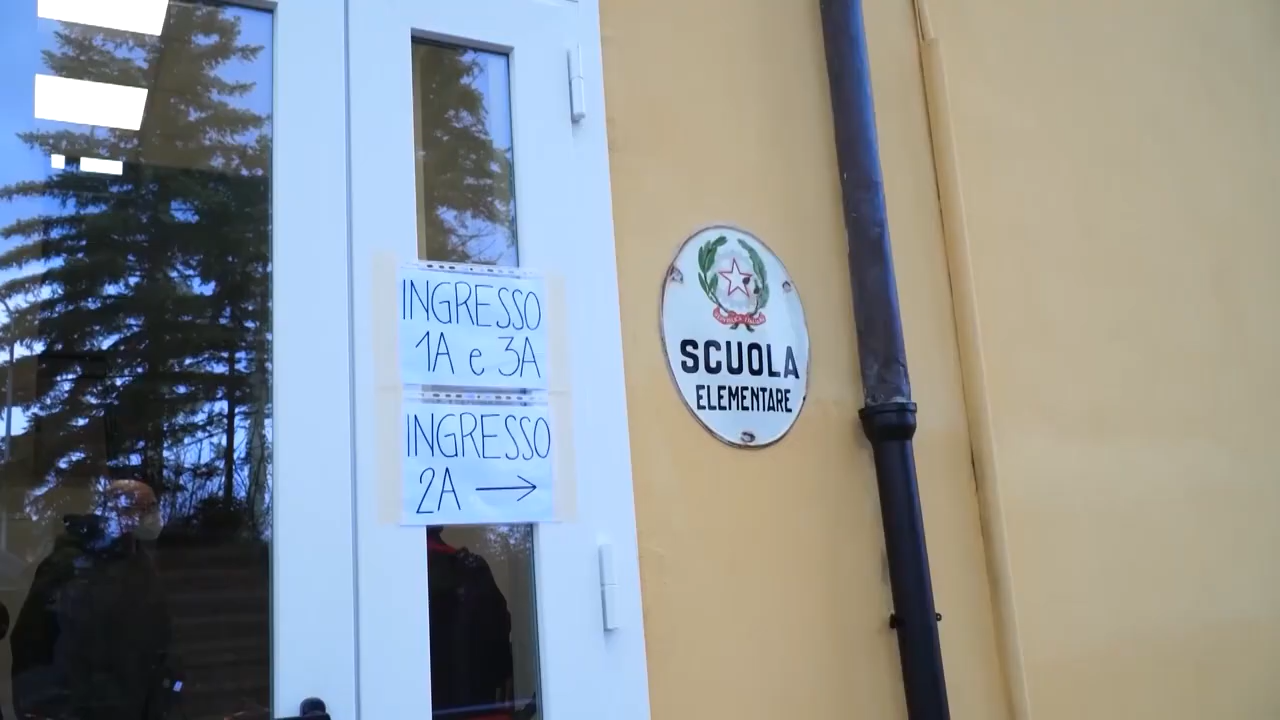 INGRESSO
1A e 3A
INGRESSO
2A →
SCUOLA
ELEMENTARE